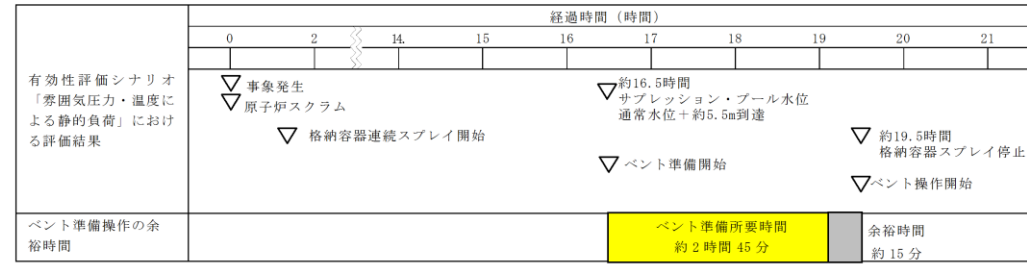 経過時間（時間）
0 2 14. 15 16 17 18 19 20 21
有効性評価シナリオ
「雰囲気圧力・温度に
よる静的負荷」におけ
る評価結果
▽事象発生
▽原子炉スクラム
▽格納容器連続スプレイ開始
▽約16.5時間
サプレッション・プール水位
通常水位＋約5.5m到達
▽ベント準備開始
▽約19.5時間
格納容器スプレイ停止
▽ベント操作開始
ベント準備操作の余
裕時間
ベント準備所要時間
約２時間 45 分
余裕時間
約 15 分